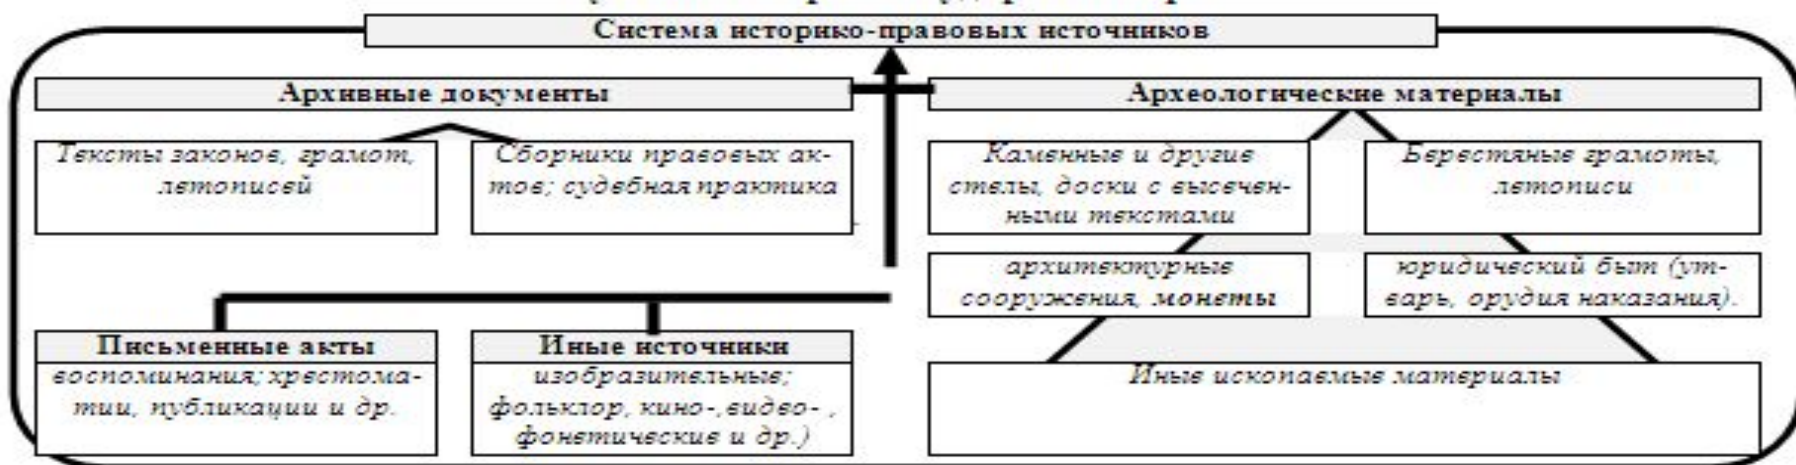 Система историко-правовых источников
Архивные документы
Археологические материалы
Тексты законов, грамот,
летописей
Сборники правовых ак-
тов; судебная практика
Каменные и другие
стелы, доски с высечен-
ными текстами
Берестяные грамоты,
летописи
архитектурные
сооружения, монеты
юридический быт (ут-
варь, орудия наказания).
Письменные акты
воспоминания; хрестома-
тии, публикации и др.
Иные источники
изобразительные;
фольклор, кино-,видео- ,
фонетические и др.)
Иные ископаемые материалы